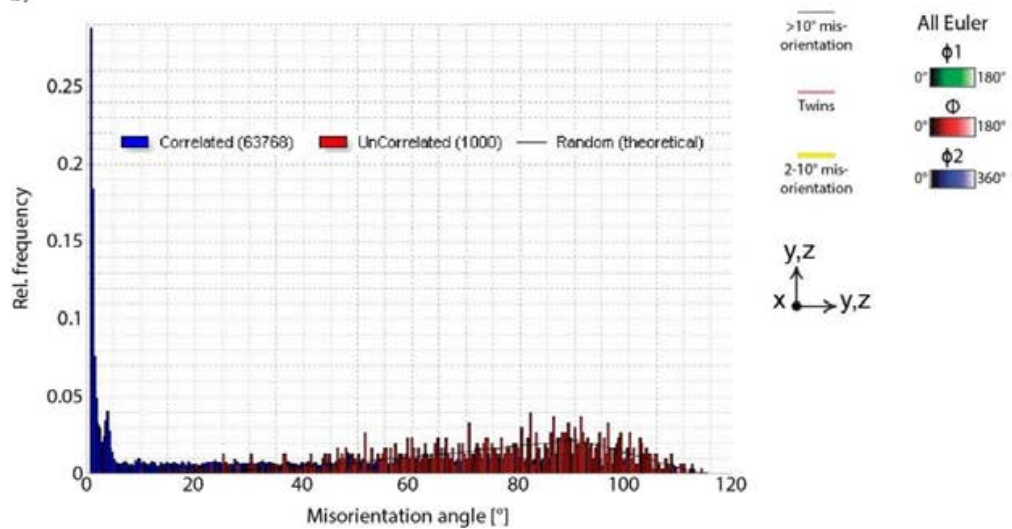 >10° mis-
orientation
Twins
2-10° mis-
orientation
All Euler
ϕ1
0° 180°
Φ
0° 180°
ϕ2
0° 360°
y,z
x y,z
Rel. frequency
0.25
0.2
0.15
0.1
0.05
0
Correlated (63768) UnCorrelated (1000) Random (theoretical)
0 20 40 60 80 100 120
Misorientation angle [°]